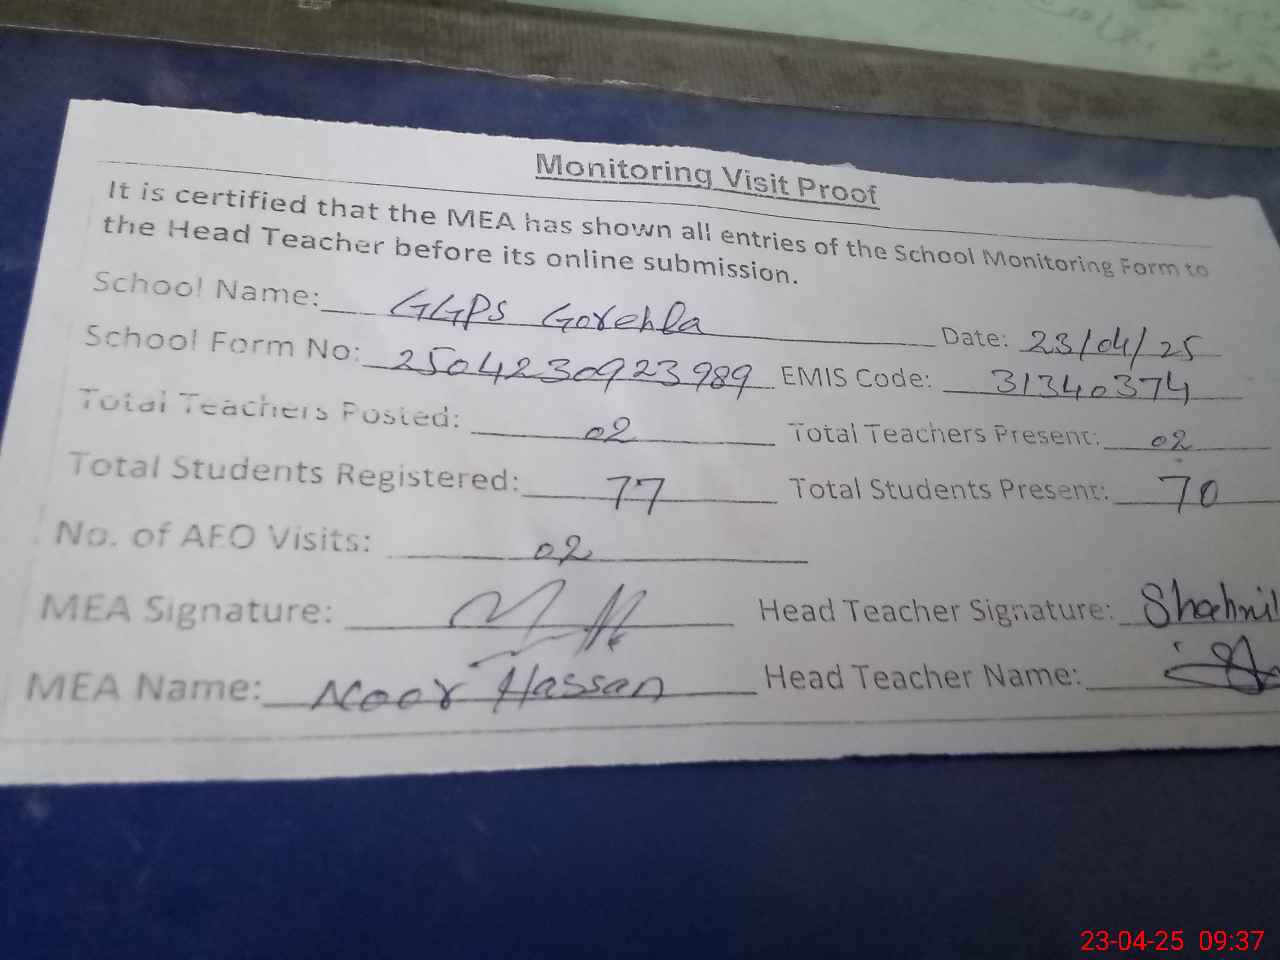 Monitoring Visit Proof
It is certified that the MEA has shown all entries of the School Monitoring Form to
the Head Teacher before its online submission.
School Name: GGPS Gorehla Date: 23/04/25
School Form No: 2504230923989 EMIS Code: 31340374
Total Teachers Posted: 02 Total Teachers Present: 02
Total Students Registered: 77 Total Students Present: 70
No. of AEO Visits: 02
MEA Signature: Head Teacher Signature:
MEA Name: Noor Hassan Head Teacher Name:
23-04-25 09:37